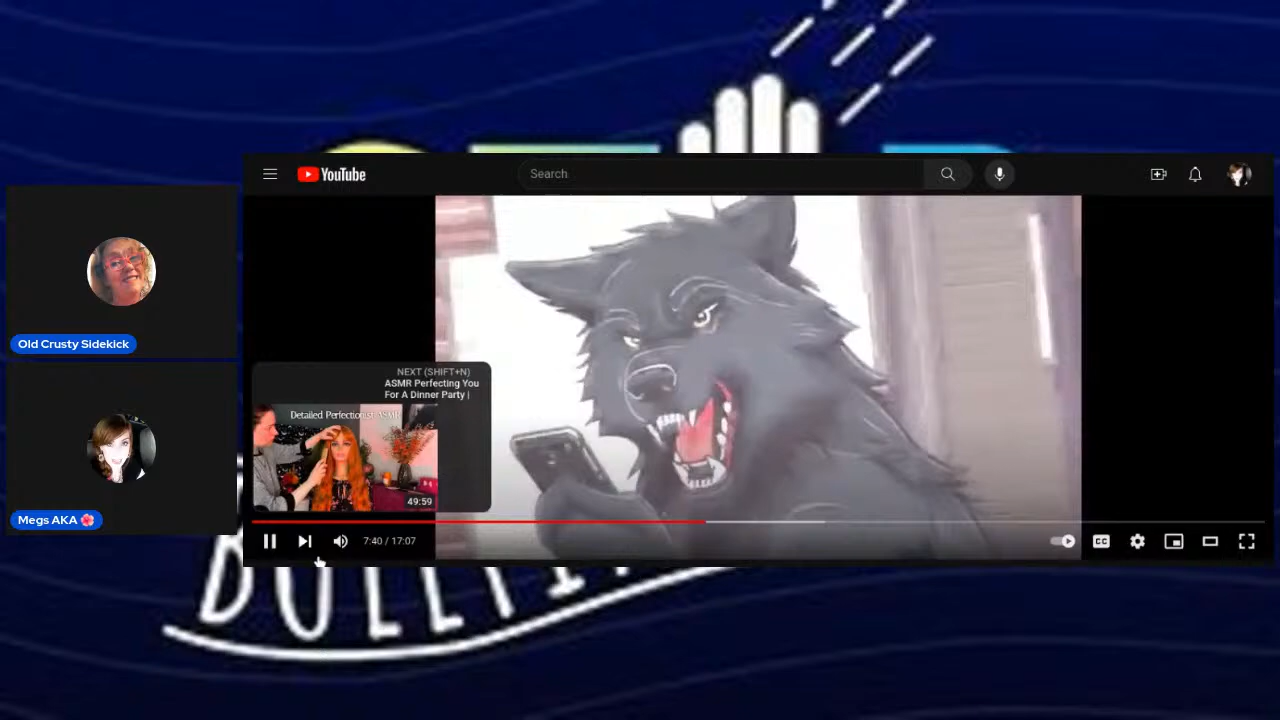 YouTube
Search
Old Crusty Sidekick
NEXT (SHIFT+N)
ASMR Perfecting You
For A Dinner Party |
Detailed Perfectionist ASMR
49:59
Megs AKA 🌸
7:40 / 17:07
CC